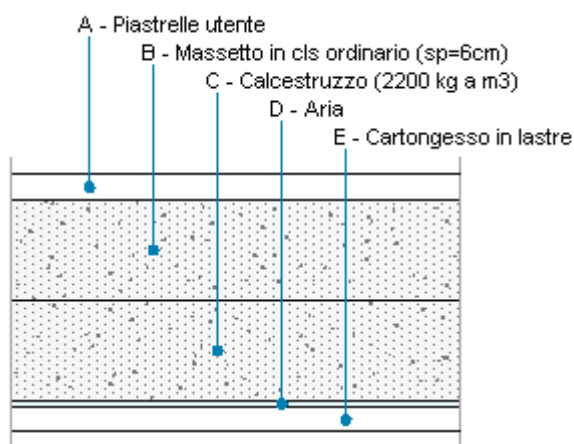 A - Piastrelle utente
B - Massetto in cls ordinario (sp=6cm)
C - Calcestruzzo (2200 kg a m3)
D - Aria
E - Cartongesso in lastre